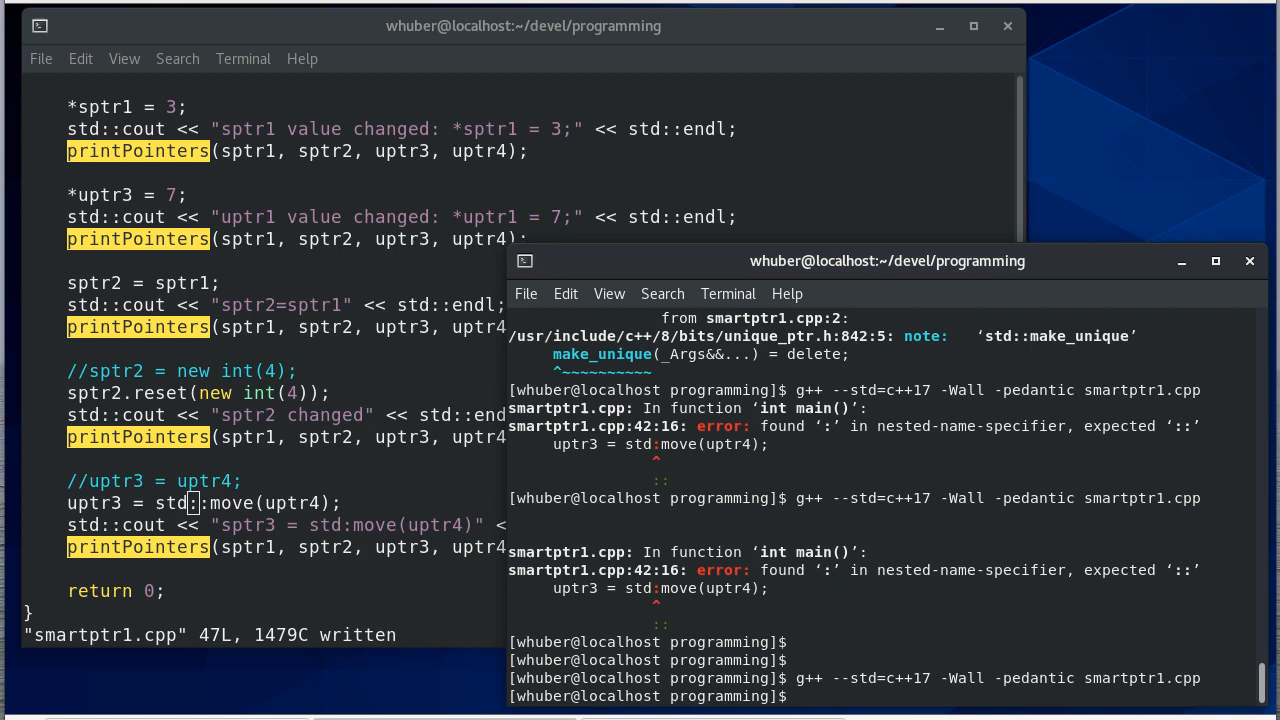 whuber@localhost:~/devel/programming
File Edit View Search Terminal Help
*sptr1 = 3;
std::cout << "sptr1 value changed: *sptr1 = 3;" << std::endl;
printPointers(sptr1, sptr2, uptr3, uptr4);
*uptr3 = 7;
std::cout << "uptr1 value changed: *uptr1 = 7;" << std::endl;
printPointers(sptr1, sptr2, uptr3, uptr4);
sptr2 = sptr1;
std::cout << "sptr2=sptr1" << std::endl;
printPointers(sptr1, sptr2, uptr3, uptr4
//sptr2 = new int(4);
sptr2.reset(new int(4));
std::cout << "sptr2 changed" << std::end
printPointers(sptr1, sptr2, uptr3, uptr4
//uptr3 = uptr4;
uptr3 = std::move(uptr4);
std::cout << "sptr3 = std:move(uptr4)" <
printPointers(sptr1, sptr2, uptr3, uptr4
return 0;
}
"smartptr1.cpp" 47L, 1479C written
whuber@localhost:~/devel/programming
File Edit View Search Terminal Help
from smartptr1.cpp:2:
/usr/include/c++/8/bits/unique_ptr.h:842:5: note:   ‘std::make_unique’
make_unique(_Args&&...) = delete;
^~~~~~~~~~~
[whuber@localhost programming]$ g++ --std=c++17 -Wall -pedantic smartptr1.cpp
smartptr1.cpp: In function ‘int main()’:
smartptr1.cpp:42:16: error: found ‘:’ in nested-name-specifier, expected ‘::’
uptr3 = std:move(uptr4);
^
::
[whuber@localhost programming]$ g++ --std=c++17 -Wall -pedantic smartptr1.cpp
smartptr1.cpp: In function ‘int main()’:
smartptr1.cpp:42:16: error: found ‘:’ in nested-name-specifier, expected ‘::’
uptr3 = std:move(uptr4);
^
::
[whuber@localhost programming]$
[whuber@localhost programming]$
[whuber@localhost programming]$ g++ --std=c++17 -Wall -pedantic smartptr1.cpp
[whuber@localhost programming]$